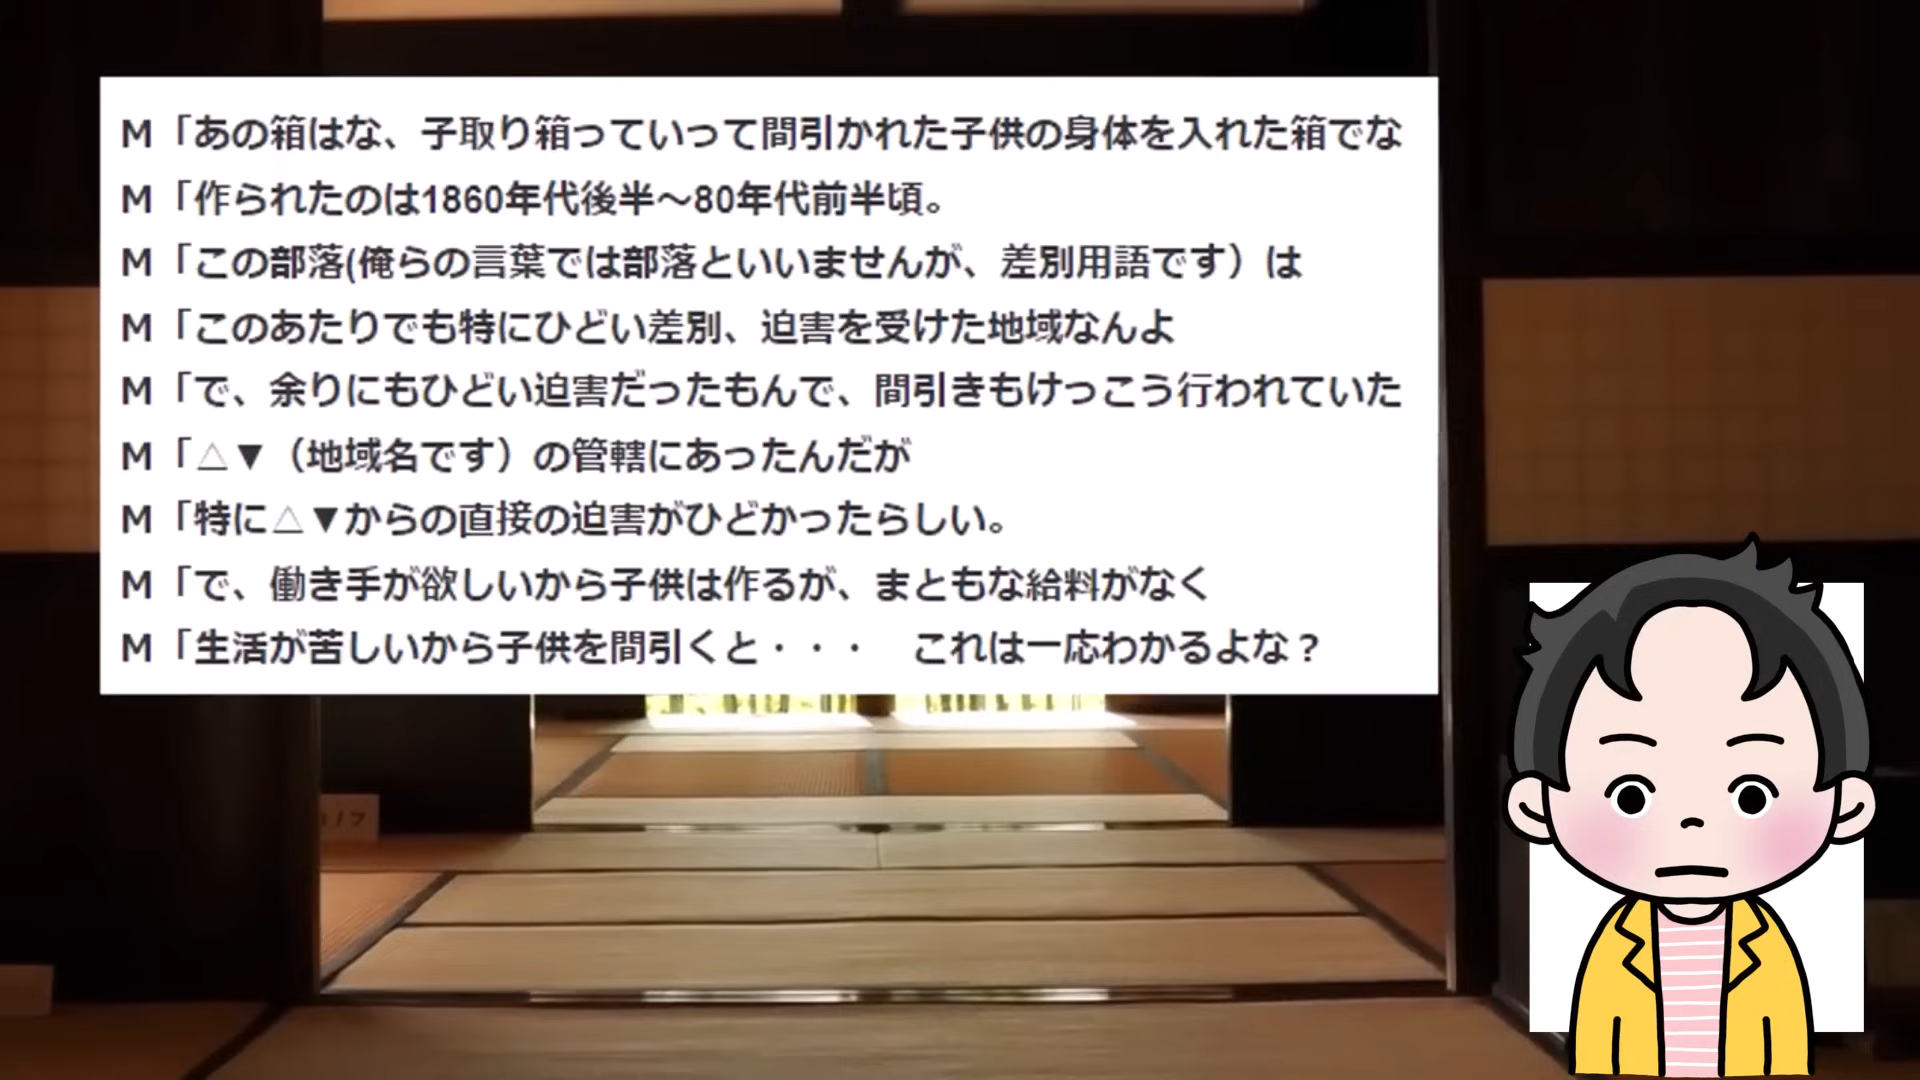 M「あの箱はな、子取り箱っていって間引かれた子供の身体を入れた箱でな
M「作られたのは1860年代後半～80年代前半頃。
M「この部落(俺らの言葉では部落といいませんが、差別用語です）は
M「このあたりでも特にひどい差別、迫害を受けた地域なんよ
M「で、余りにもひどい迫害だったもんで、間引きもけっこう行われていた
M「△▼（地域名です）の管轄にあったんだが
M「特に△▼からの直接の迫害がひどかったらしい。
M「で、働き手が欲しいから子供は作るが、まともな給料がなく
M「生活が苦しいから子供を間引くと・・・　これは一応わかるよな？